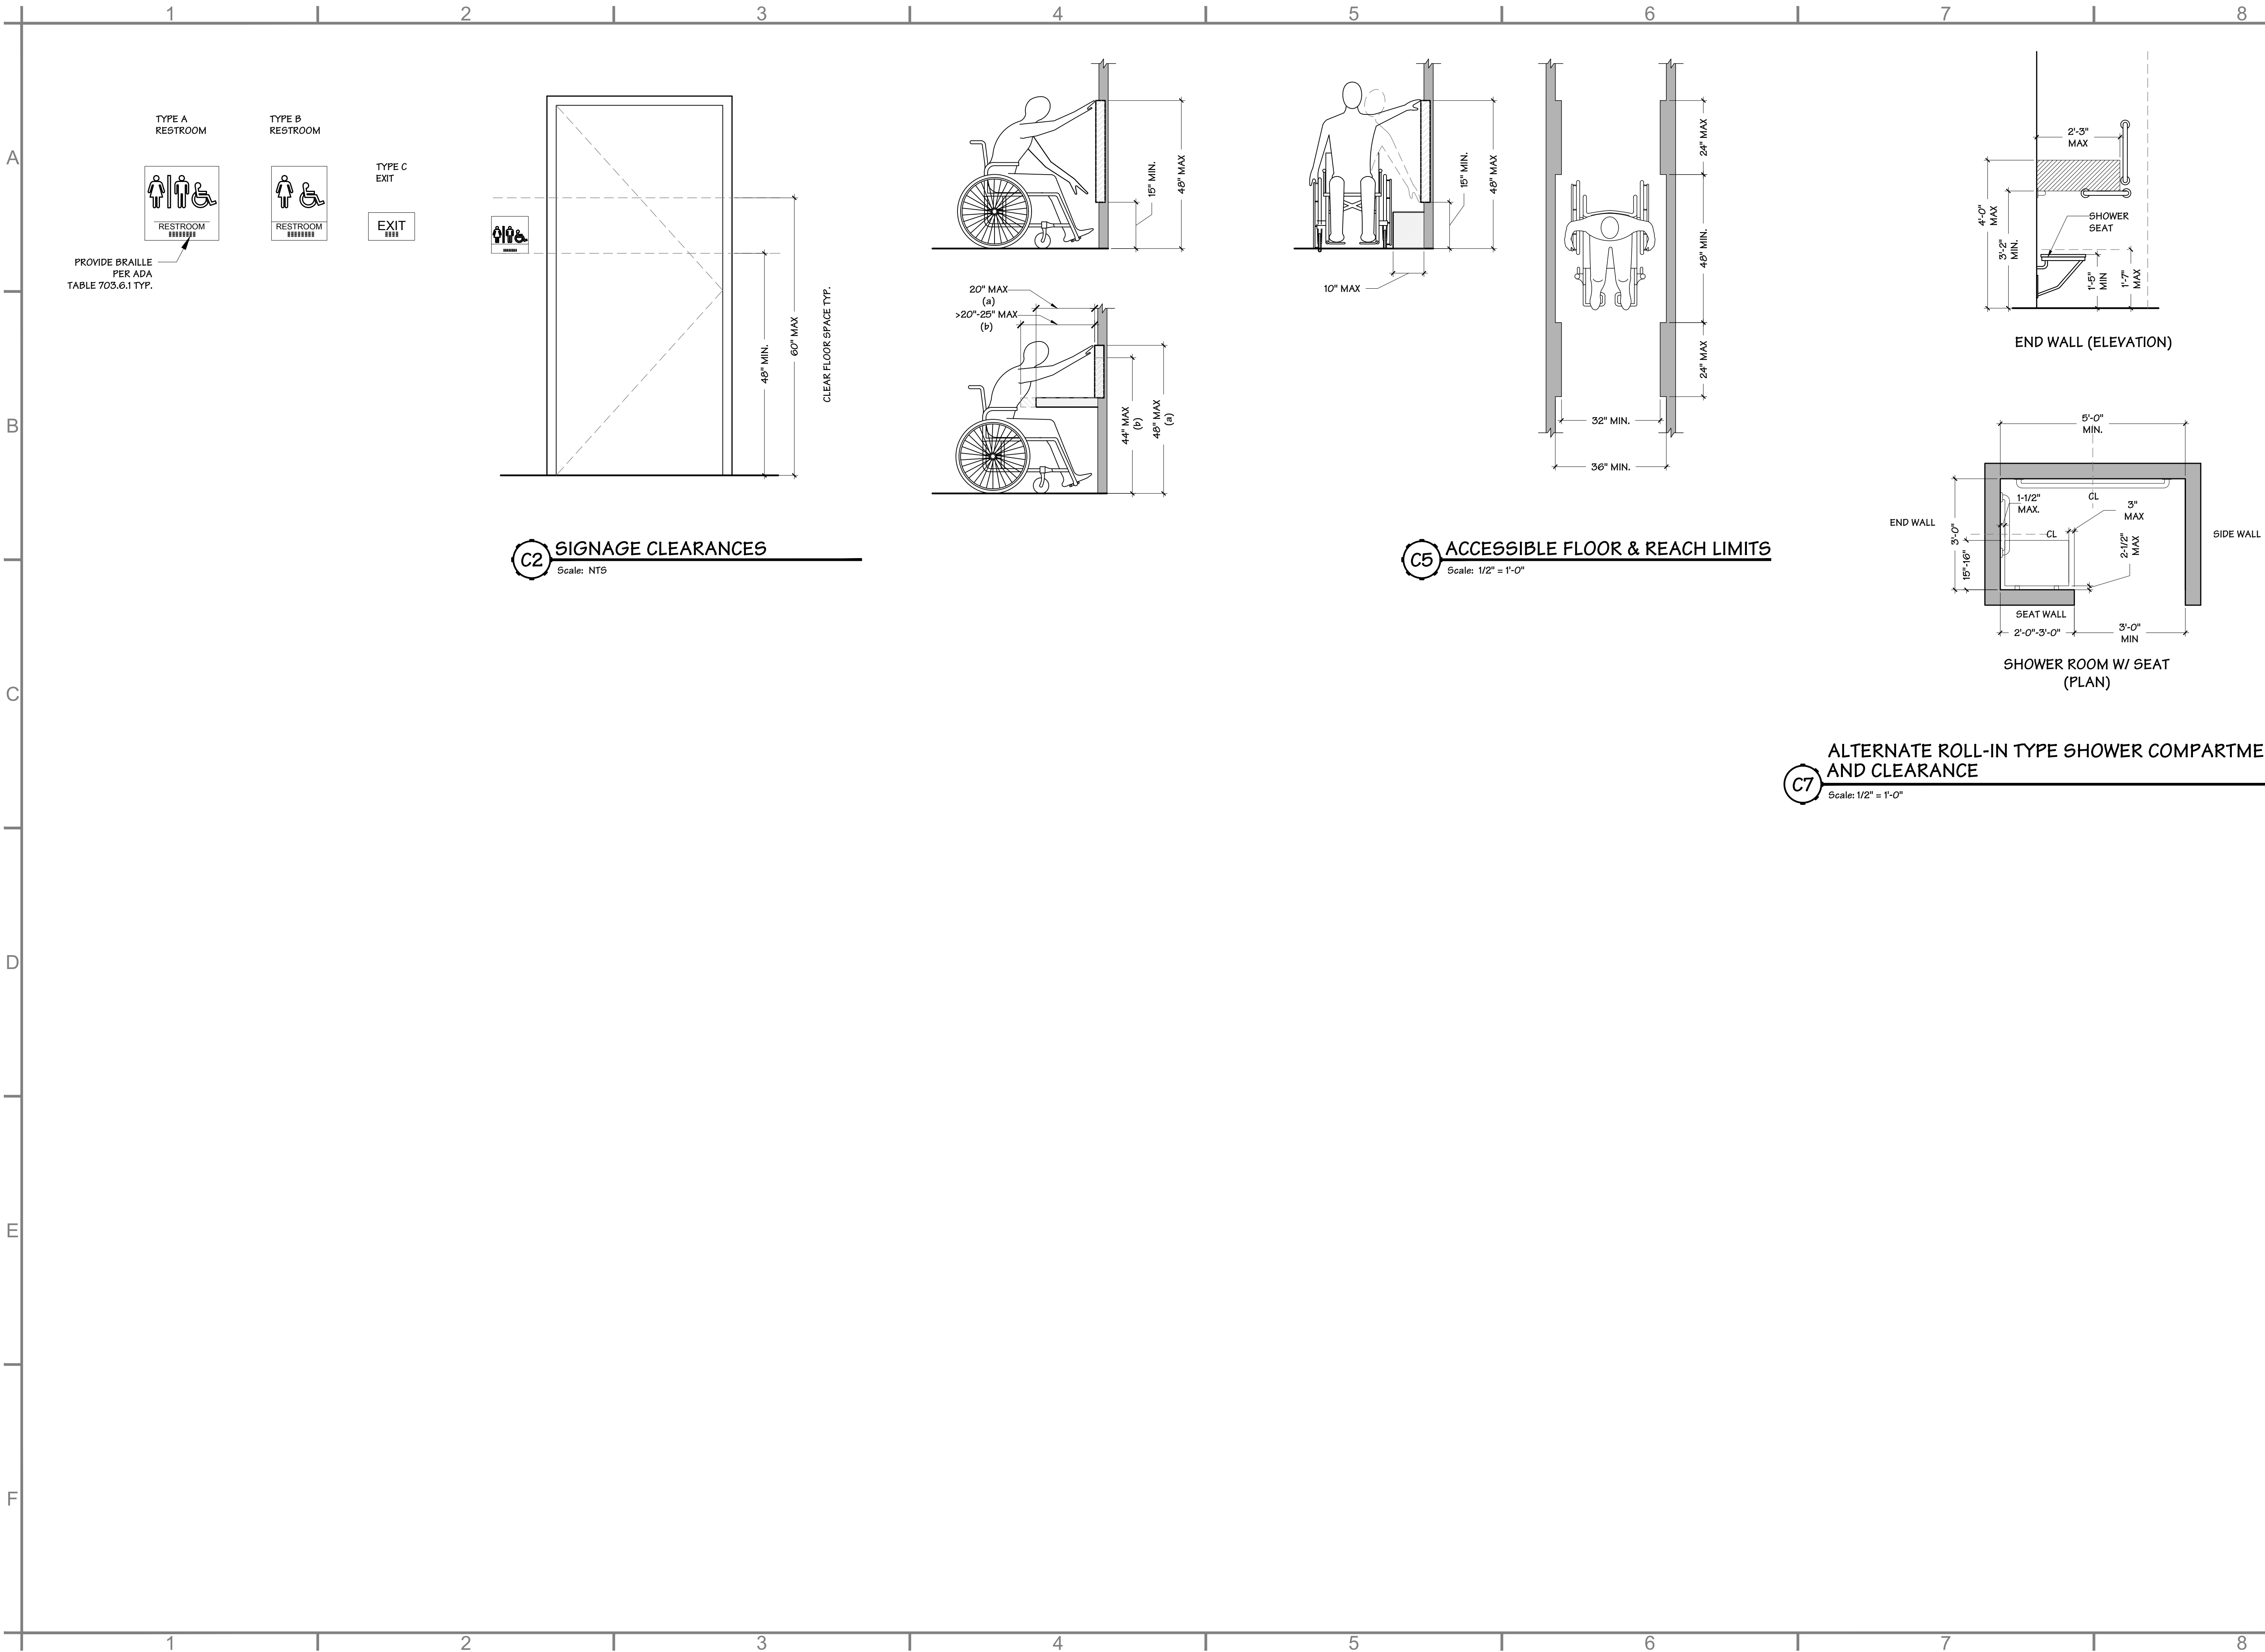 1 2 3 4 5 6 7 8
A
B
C
D
E
F
TYPE A
RESTROOM
TYPE B
RESTROOM
TYPE C
EXIT
RESTROOM
RESTROOM
EXIT
PROVIDE BRAILLE
PER ADA
TABLE 703.6.1 TYP.
48" MIN.
60" MAX
CLEAR FLOOR SPACE TYP.
C2
SIGNAGE CLEARANCES
Scale: NTS
15" MIN.
48" MAX
20" MAX
(a)
>20"-25" MAX
(b)
44" MAX
(b)
48" MAX
(a)
15" MIN.
48" MAX
10" MAX
24" MAX
48" MIN.
24" MAX
32" MIN.
36" MIN.
C5
ACCESSIBLE FLOOR & REACH LIMITS
Scale: 1/2" = 1'-0"
2'-3"
MAX
4'-0"
MAX
3'-2"
MIN.
SHOWER
SEAT
1'-5"
MIN
1'-7"
MAX
END WALL (ELEVATION)
5'-0"
MIN.
1-1/2"
MAX.
CL
3"
MAX
END WALL
3'-0"
CL
2-1/2"
MAX
SIDE WALL
15"-16"
SEAT WALL
2'-0"-3'-0"
3'-0"
MIN
SHOWER ROOM W/ SEAT
(PLAN)
C7
ALTERNATE ROLL-IN TYPE SHOWER COMPARTME
AND CLEARANCE
Scale: 1/2" = 1'-0"
1 2 3 4 5 6 7 8